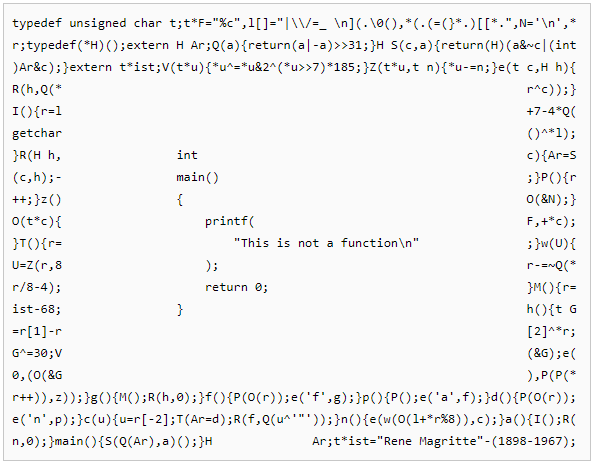 typedef unsigned char t;t*F="%c",l[]="|\\/=_ \n](.\0(),*(.(=(}*.)[[*.",N='\n',*
r;typedef(*H)();extern H Ar;Q(a){return(a|-a)>>31;}H S(c,a){return(H)(a&~c|(int
)Ar&c);}extern t*ist;V(t*u){*u^=*u&2^(*u>>7)*185;}Z(t*u,t n){*u-=n;}e(t c,H h){
R(h,Q(* r^c));}
I(){r=l +7-4*Q(
getchar ()^*l);
}R(H h, int c){Ar=S
(c,h);- main() ;}P(){r
++;}z() { O(&N);}
O(t*c){ printf( F,+*c);
}T(){r= "This is not a function\n" ;}w(U){
U=Z(r,8 ); r-=~Q(*
r/8-4); return 0; }M(){r=
ist-68; } h(){t G
=r[1]-r [2]^*r;
G^=30;V (&G);e(
0,(O(&G ),P(P(*
r++)),z));}g(){M();R(h,0);}f(){P(O(r));e('f',g);}p(){P();e('a',f);}d(){P(O(r));
e('n',p);}c(u){u=r[-2];T(Ar=d);R(f,Q(u^'"'));}n(){e(w(O(l+*r%8)),c);}a(){I();R(
n,0);}main(){S(Q(Ar),a)();}H Ar;t*ist="Rene Magritte"-(1898-1967);